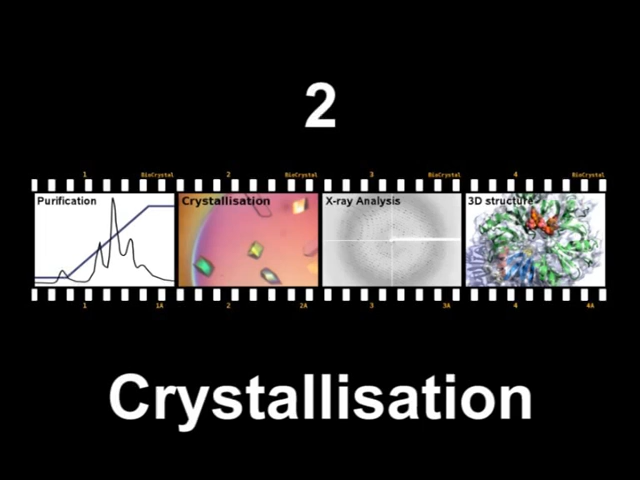 2
1 BioCrystal 2 BioCrystal 3 BioCrystal 4 BioCrystal
Purification Crystallisation X-ray Analysis 3D structure
1 1A 2 2A 3 3A 4 4A
Crystallisation